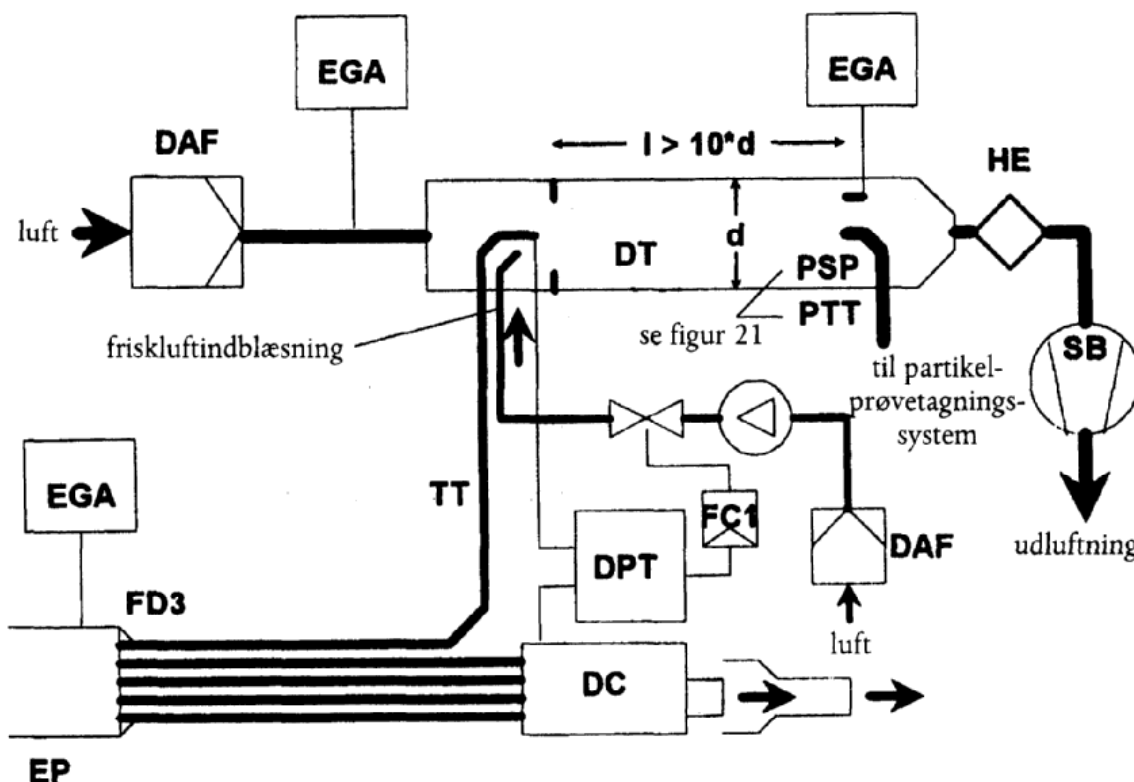 EGA
EGA
DAF
l > 10*d
HE
luft
d
DT
PSP
PTT
se figur 21
SB
friskluftindblæsning
til partikel-
prøvetagnings-
system
EGA
TT
FC1
DAF
udluftning
DPT
FD3
luft
DC
EP